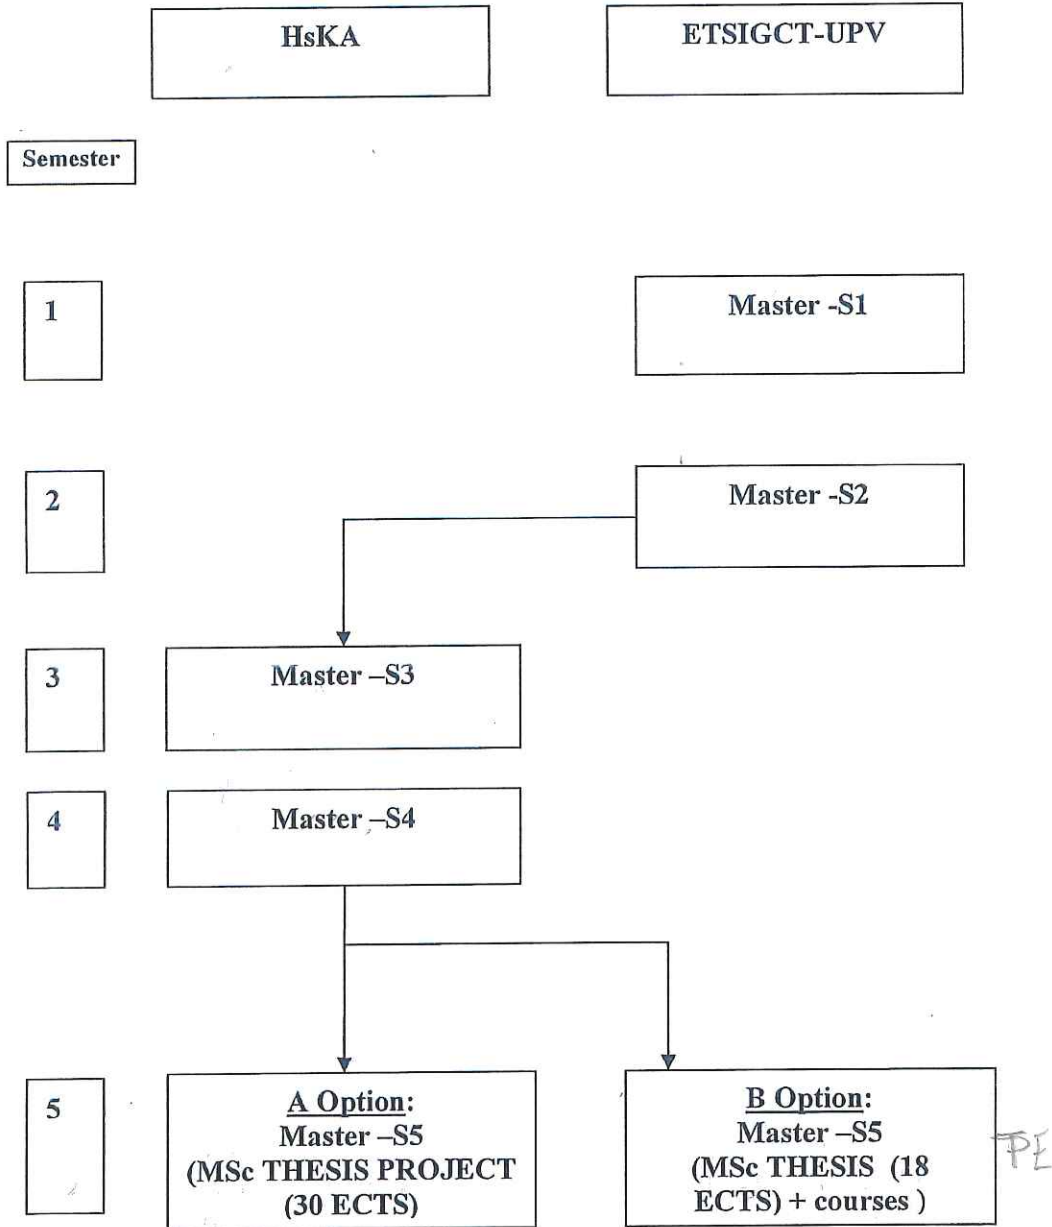 HsKA
ETSIGCT-UPV
Semester
1
Master -S1
2
Master -S2
3
Master –S3
4
Master –S4
5
A Option:
Master –S5
(MSc THESIS PROJECT
(30 ECTS)
B Option:
Master –S5
(MSc THESIS (18
ECTS) + courses )